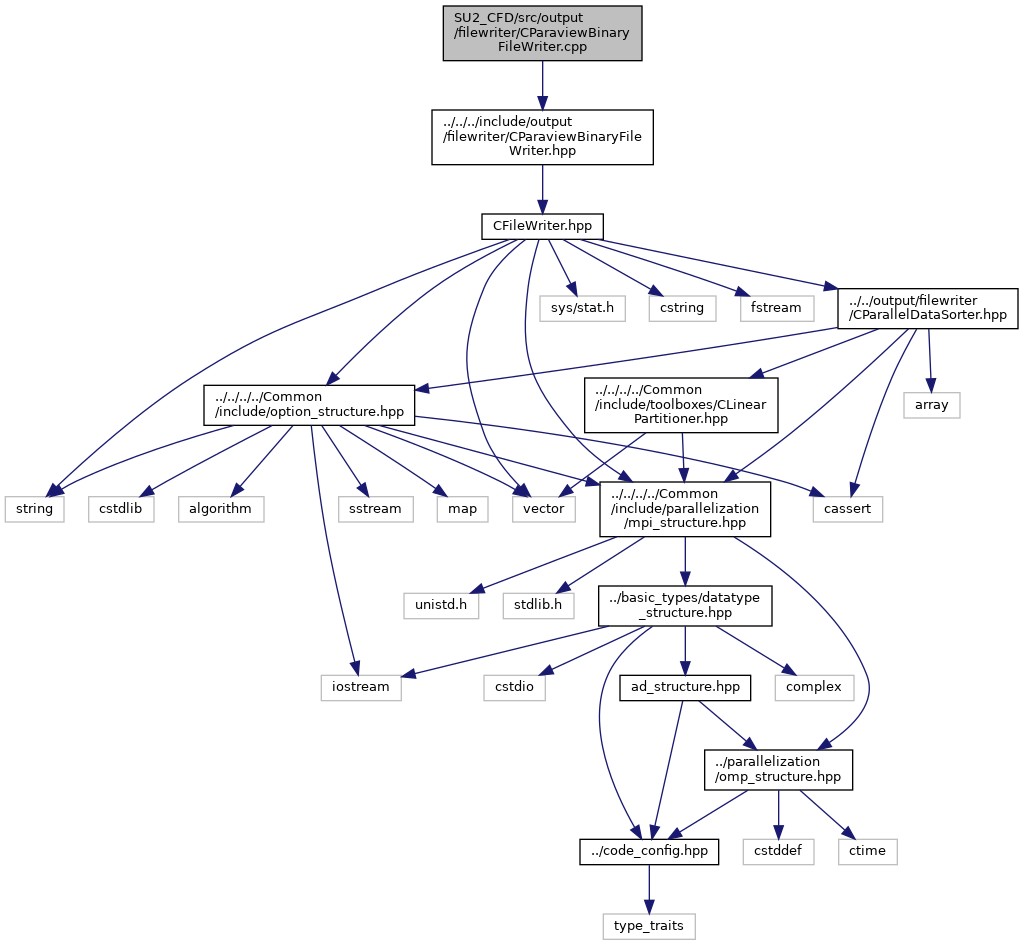 SU2_CFD/src/output
/filewriter/CParaviewBinary
FileWriter.cpp
../../../include/output
/filewriter/CParaviewBinaryFile
Writer.hpp
CFileWriter.hpp
sys/stat.h
cstring
fstream
../../output/filewriter
/CParallelDataSorter.hpp
../../../../Common
/include/option_structure.hpp
../../../../Common
/include/toolboxes/CLinear
Partitioner.hpp
array
string
cstdlib
algorithm
sstream
map
vector
../../../../Common
/include/parallelization
/mpi_structure.hpp
cassert
unistd.h
stdlib.h
../basic_types/datatype
_structure.hpp
iostream
cstdio
ad_structure.hpp
complex
../parallelization
/omp_structure.hpp
../code_config.hpp
cstddef
ctime
type_traits